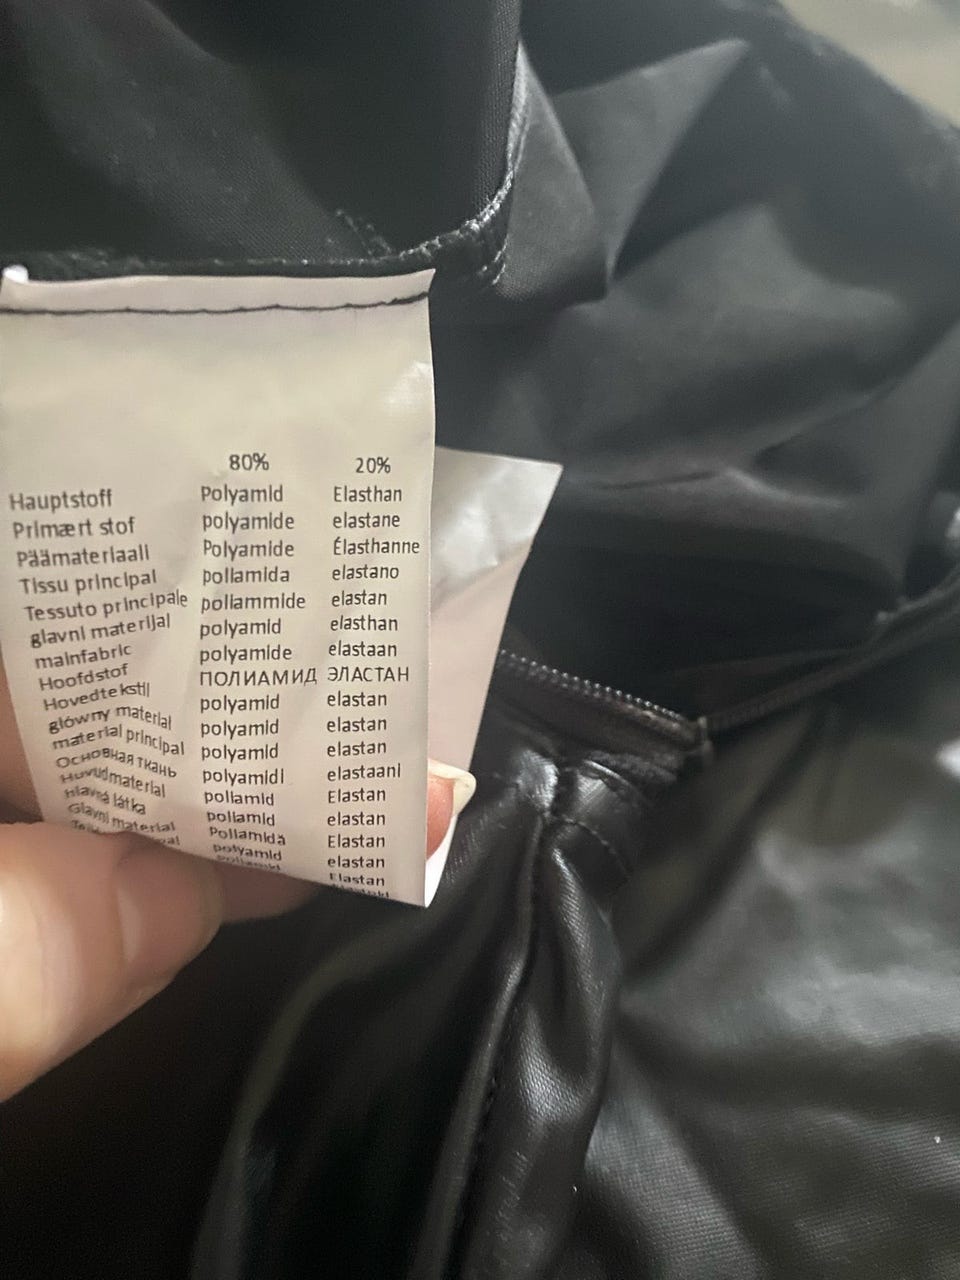 80% 20%
Hauptstoff Polyamid Elasthan
Primært stof polyamide elastane
Päämateriaali Polyamide Élasthanne
Tissu principal poliamida elastano
Tessuto principale poliammide elastan
glavni materijal polyamid elasthan
mainfabric polyamide elastaan
Hoofdstof ПОЛИАМИД ЭЛАСТАН
Hovedtekstil polyamid elastan
główny material polyamid elastan
material principal polyamid elastan
Основная ткань polyamidi elastaani
Huvudmaterial poliamid Elastan
hlavná látka poliamid elastan
Glavni material Poliamidă Elastan
polyamid elastan
Elastan